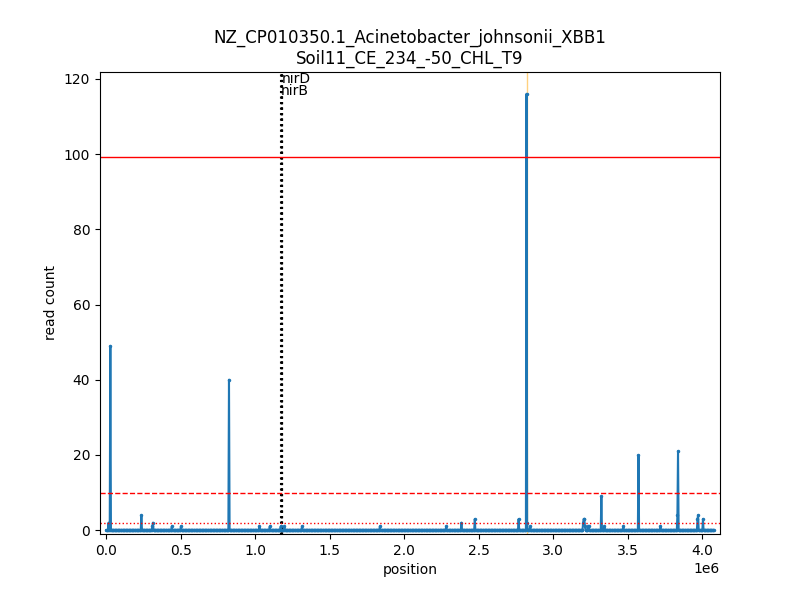 NZ_CP010350.1_Acinetobacter_johnsonii_XBB1
Soil11_CE_234_-50_CHL_T9
nirD
nirB
120
100
80
60
40
20
0
read count
0.0 0.5 1.0 1.5 2.0 2.5 3.0 3.5 4.0
1e6
position